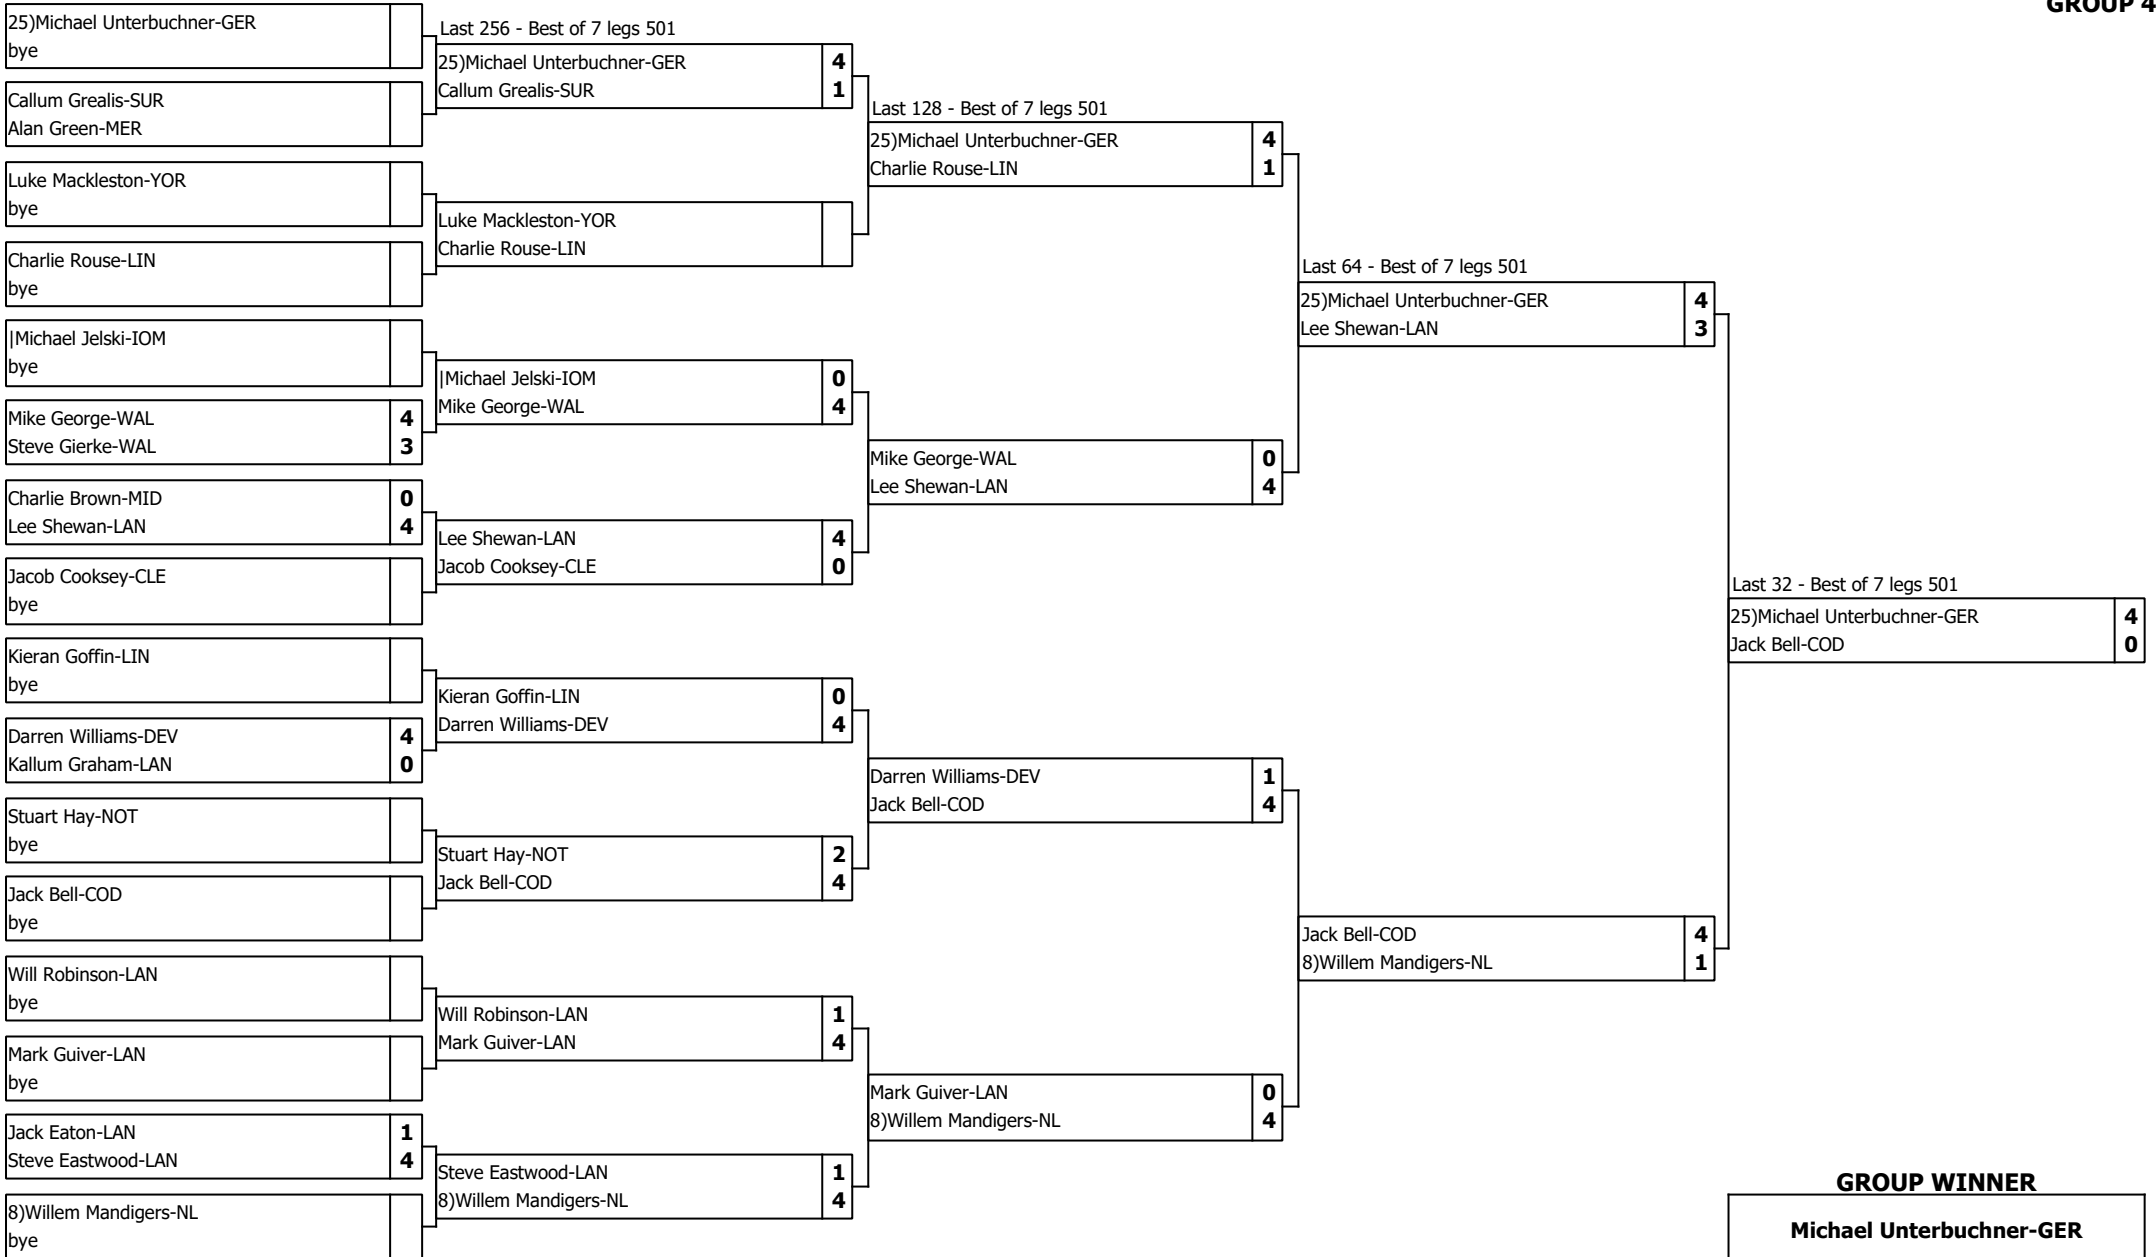 GROUP 4
25)Michael Unterbuchner-GER
bye
Callum Grealis-SUR
Alan Green-MER
Luke Mackleston-YOR
bye
Charlie Rouse-LIN
bye
|Michael Jelski-IOM
bye
Mike George-WAL 4
Steve Gierke-WAL 3
Charlie Brown-MID 0
Lee Shewan-LAN 4
Jacob Cooksey-CLE
bye
Kieran Goffin-LIN
bye
Darren Williams-DEV 4
Kallum Graham-LAN 0
Stuart Hay-NOT
bye
Jack Bell-COD
bye
Will Robinson-LAN
bye
Mark Guiver-LAN
bye
Jack Eaton-LAN 1
Steve Eastwood-LAN 4
8)Willem Mandigers-NL
bye
Last 256 - Best of 7 legs 501
25)Michael Unterbuchner-GER 4
Callum Grealis-SUR 1
Luke Mackleston-YOR
Charlie Rouse-LIN
|Michael Jelski-IOM 0
Mike George-WAL 4
Lee Shewan-LAN 4
Jacob Cooksey-CLE 0
Kieran Goffin-LIN 0
Darren Williams-DEV 4
Stuart Hay-NOT 2
Jack Bell-COD 4
Will Robinson-LAN 1
Mark Guiver-LAN 4
Steve Eastwood-LAN 1
8)Willem Mandigers-NL 4
Last 128 - Best of 7 legs 501
25)Michael Unterbuchner-GER 4
Charlie Rouse-LIN 1
Mike George-WAL 0
Lee Shewan-LAN 4
Darren Williams-DEV 1
Jack Bell-COD 4
Mark Guiver-LAN 0
8)Willem Mandigers-NL 4
Last 64 - Best of 7 legs 501
25)Michael Unterbuchner-GER 4
Lee Shewan-LAN 3
Jack Bell-COD 4
8)Willem Mandigers-NL 1
Last 32 - Best of 7 legs 501
25)Michael Unterbuchner-GER 4
Jack Bell-COD 0
GROUP WINNER
Michael Unterbuchner-GER